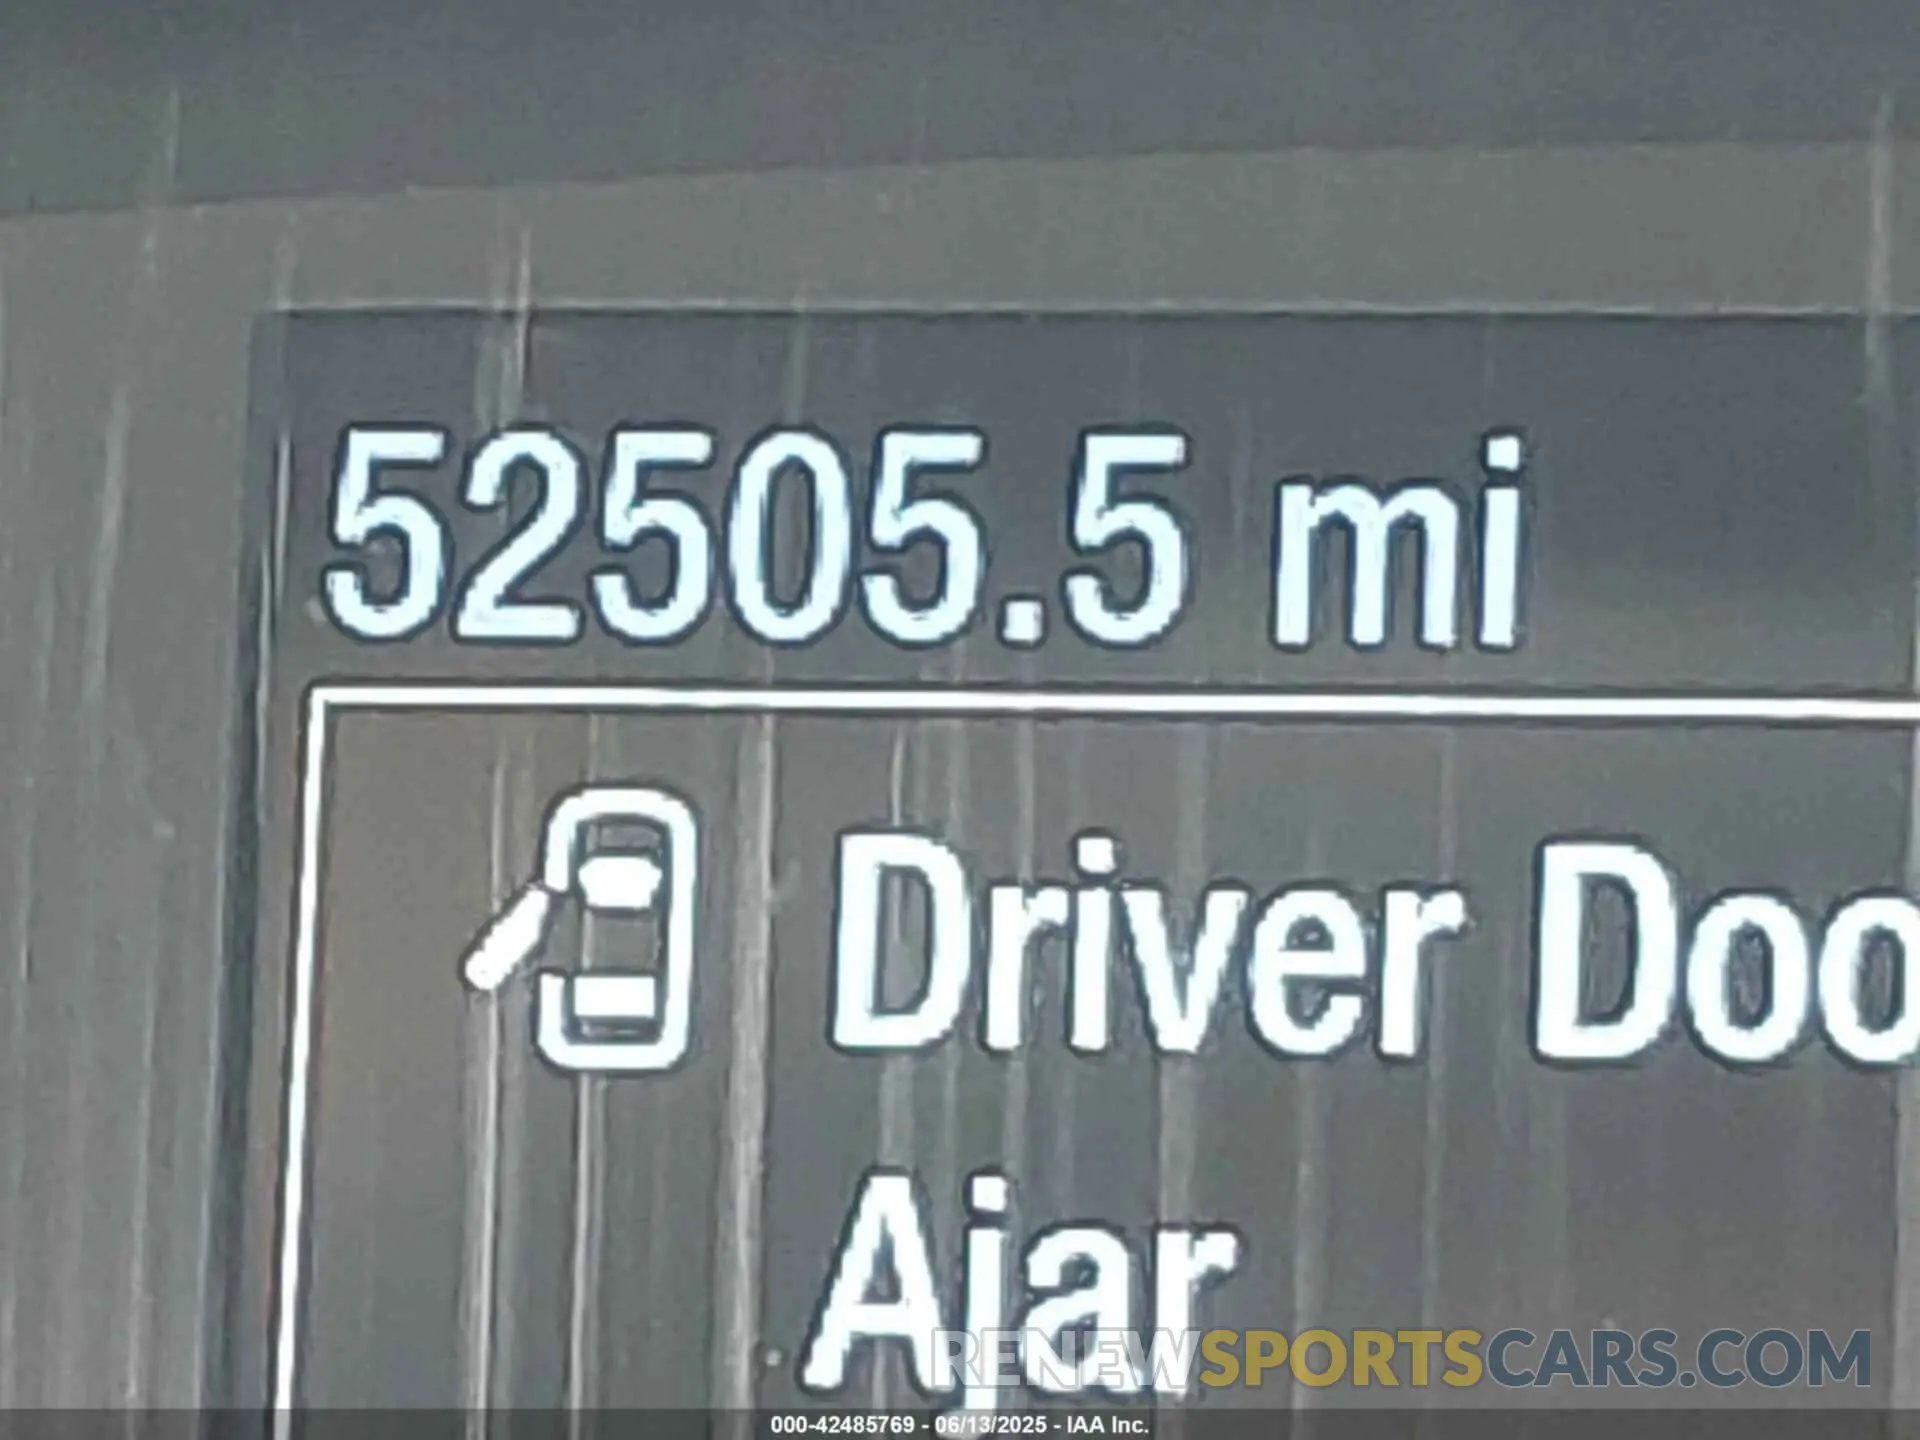 52505.5 mi
Driver Doo
Ajar
RENEWSPORTSCARS.COM
000-42485769 - 06/13/2025 - IAA Inc.